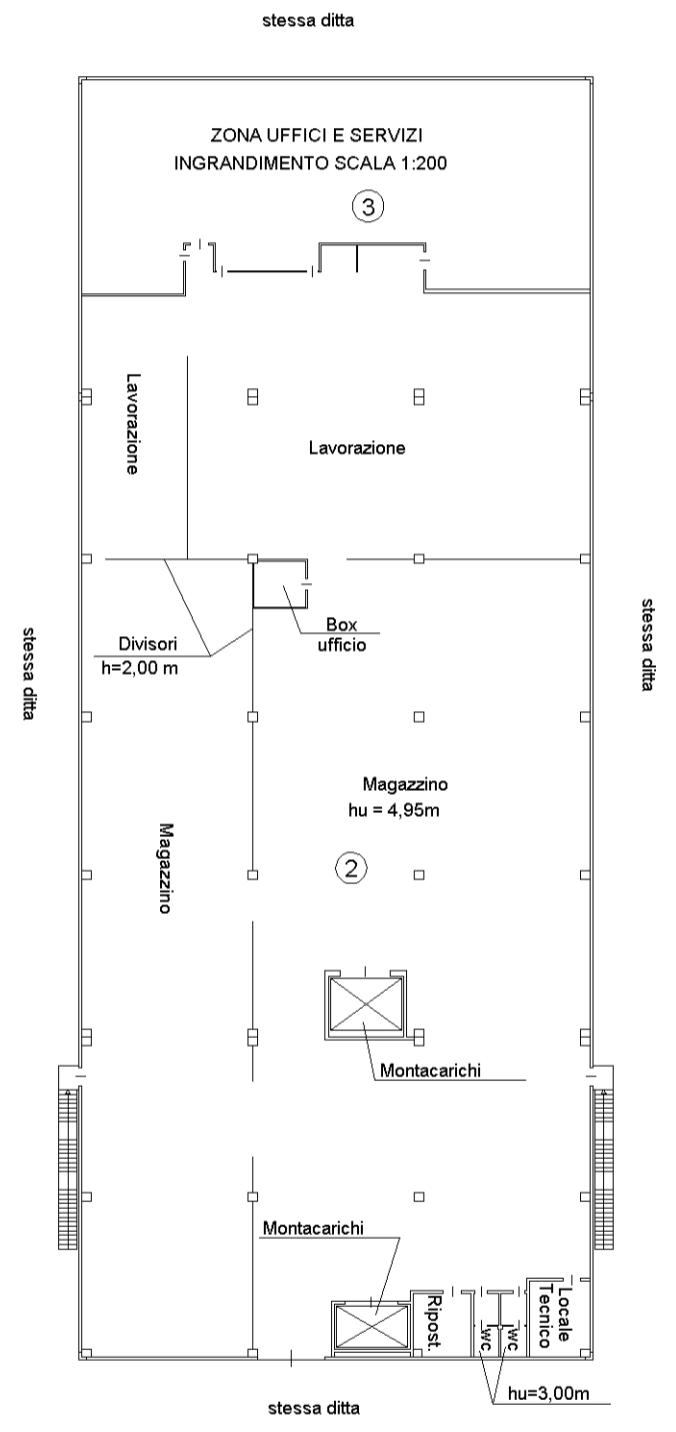 stessa ditta
ZONA UFFICI E SERVIZI
INGRANDIMENTO SCALA 1:200
3
Lavorazione
Lavorazione
Box
ufficio
Divisori
h=2,00 m
stessa ditta
stessa ditta
Magazzino
hu = 4,95m
Magazzino
2
Montacarichi
Montacarichi
Ripost.
wc
wc
Locale
Tecnico
hu=3,00m
stessa ditta